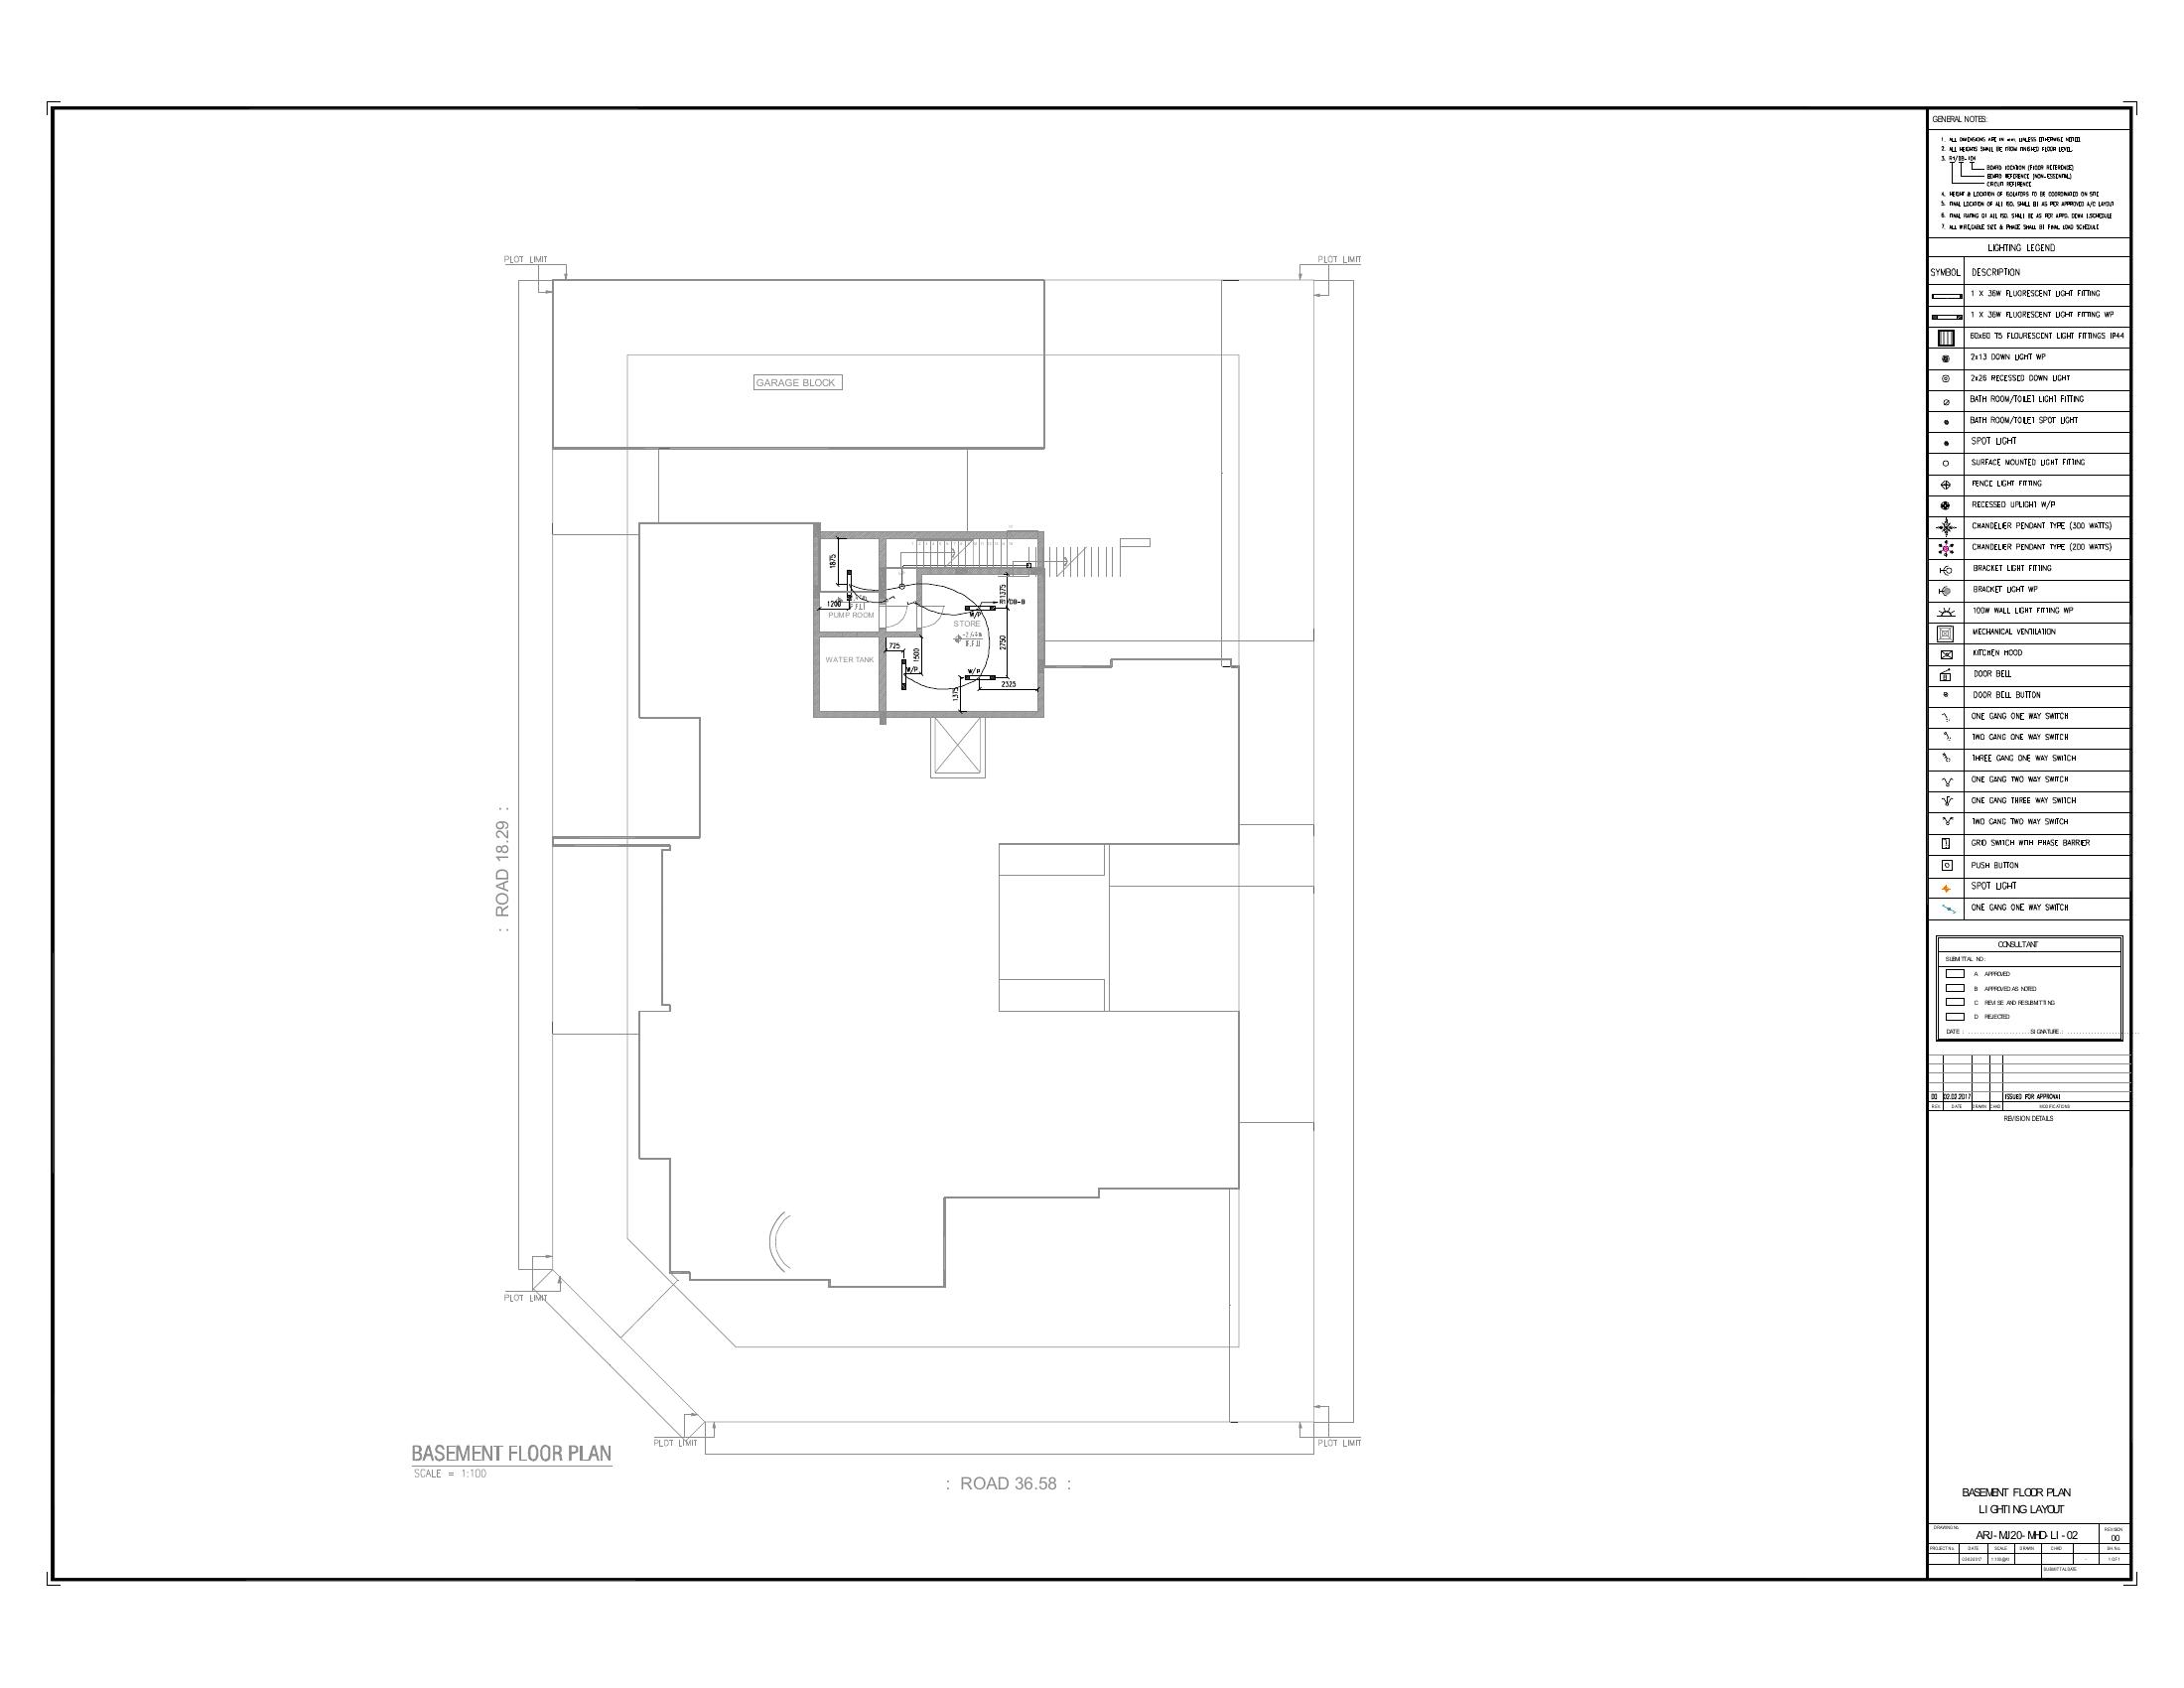 GENERAL NOTES:
1. ALL DIMENSIONS ARE IN mm, UNLESS OTHERWISE NOTED.
2. ALL HEIGHTS SHALL BE FROM FINISHED FLOOR LEVEL.
3. R1/DB-
BOARD LOCATION (FLOOR REFERENCE)
BOARD REFERENCE (NON-ESSENTIAL)
CIRCUIT REFERENCE
4. HEIGHT & LOCATION OF ISOLATORS TO BE COORDINATED ON SITE
5. FINAL LOCATION OF ALL ISO. SHALL BE AS PER APPROVED A/C LAYOUT
6. FINAL RATING OF ALL ISO. SHALL BE AS PER APPD. DEWA LSCHEDULE
7. ALL WIRE,CABLE SIZE & PHASE SHALL BE FINAL LOAD SCHEDULE
LIGHTING LEGEND
SYMBOL DESCRIPTION
1 X 36W FLUORESCENT LIGHT FITTING
1 X 36W FLUORESCENT LIGHT FITTING WP
60x60 T5 FLOURESCENT LIGHT FITTINGS IP44
2x13 DOWN LIGHT WP
2x26 RECESSED DOWN LIGHT
BATH ROOM/TOILET LIGHT FITTING
BATH ROOM/TOILET SPOT LIGHT
SPOT LIGHT
SURFACE MOUNTED LIGHT FITTING
FENCE LIGHT FITTING
RECESSED UPLIGHT W/P
CHANDELIER PENDANT TYPE (300 WATTS)
CHANDELIER PENDANT TYPE (200 WATTS)
BRACKET LIGHT FITTING
BRACKET LIGHT WP
100W WALL LIGHT FITTING WP
MECHANICAL VENTILATION
KITCHEN HOOD
DOOR BELL
DOOR BELL BUTTON
ONE GANG ONE WAY SWITCH
TWO GANG ONE WAY SWITCH
THREE GANG ONE WAY SWITCH
ONE GANG TWO WAY SWITCH
ONE GANG THREE WAY SWITCH
TWO GANG TWO WAY SWITCH
GRID SWITCH WITH PHASE BARRIER
PUSH BUTTON
SPOT LIGHT
ONE GANG ONE WAY SWITCH
CONSULTANT
SUBMITTAL NO:
A APPROVED
B APPROVED AS NOTED
C REVISE AND RESUBMITTING
D REJECTED
DATE : SIGNATURE :
00 02.02.2017 ISSUED FOR APPROVAL
REV. DATE DRAWN CHKD MODIFICATIONS
REVISION DETAILS
BASEMENT FLOOR PLAN
LIGHTING LAYOUT
DRAWING No.
ARJ-MJ20-MHD-LI-02
REVISION
00
PROJECT No. DATE SCALE DRAWN CHKD SH No.
1:100@A1 - 1 OF 1
SUBMITTAL DATE
PLOT LIMIT
PLOT LIMIT
GARAGE BLOCK
1875
1200
PUMP ROOM
1375
R1/DB-B
W/P
STORE
F.F.L
2750
725
1500
WATER TANK
W/P
W/P
2325
1375
: ROAD 18.29 :
PLOT LIMIT
PLOT LIMIT
PLOT LIMIT
BASEMENT FLOOR PLAN
SCALE = 1:100
: ROAD 36.58 :